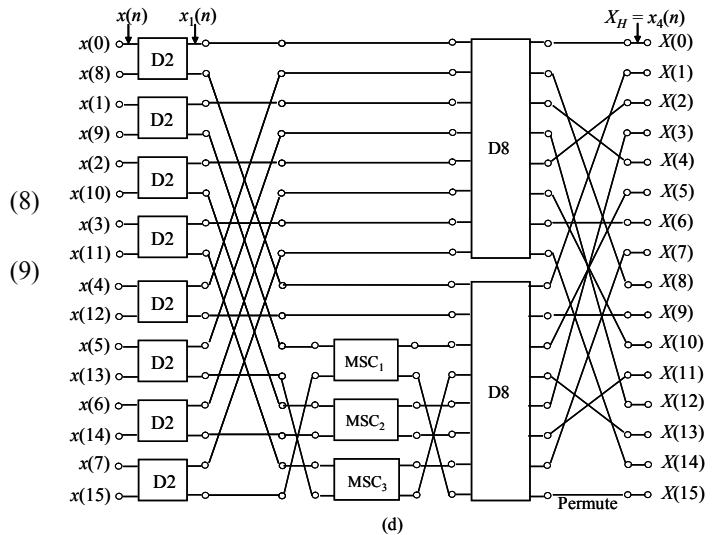 x(n) x₁(n) X_H = x₄(n)
x(0) X(0)
D2
x(8) X(1)
x(1) X(2)
D2
x(9) X(3)
x(2) D8 X(4)
D2
(8) x(10) X(5)
x(3) X(6)
D2
(9) x(11) X(7)
x(4) X(8)
D2
x(12) X(9)
x(5) X(10)
D2 MSC₁
x(13) X(11)
x(6) D8 X(12)
D2 MSC₂
x(14) X(13)
x(7) X(14)
D2 MSC₃
x(15) Permute X(15)
(d)